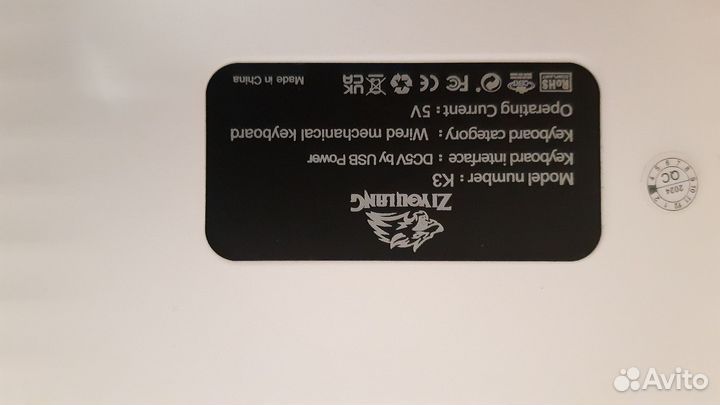 ZIYOULANG
Model number : K3
Keyboard interface : DC5V by USB Power
Keyboard category : Wired mechanical keyboard
Operating Current : 5V
RoHS FC CE UK CA Made in China
QC
2024
Avito